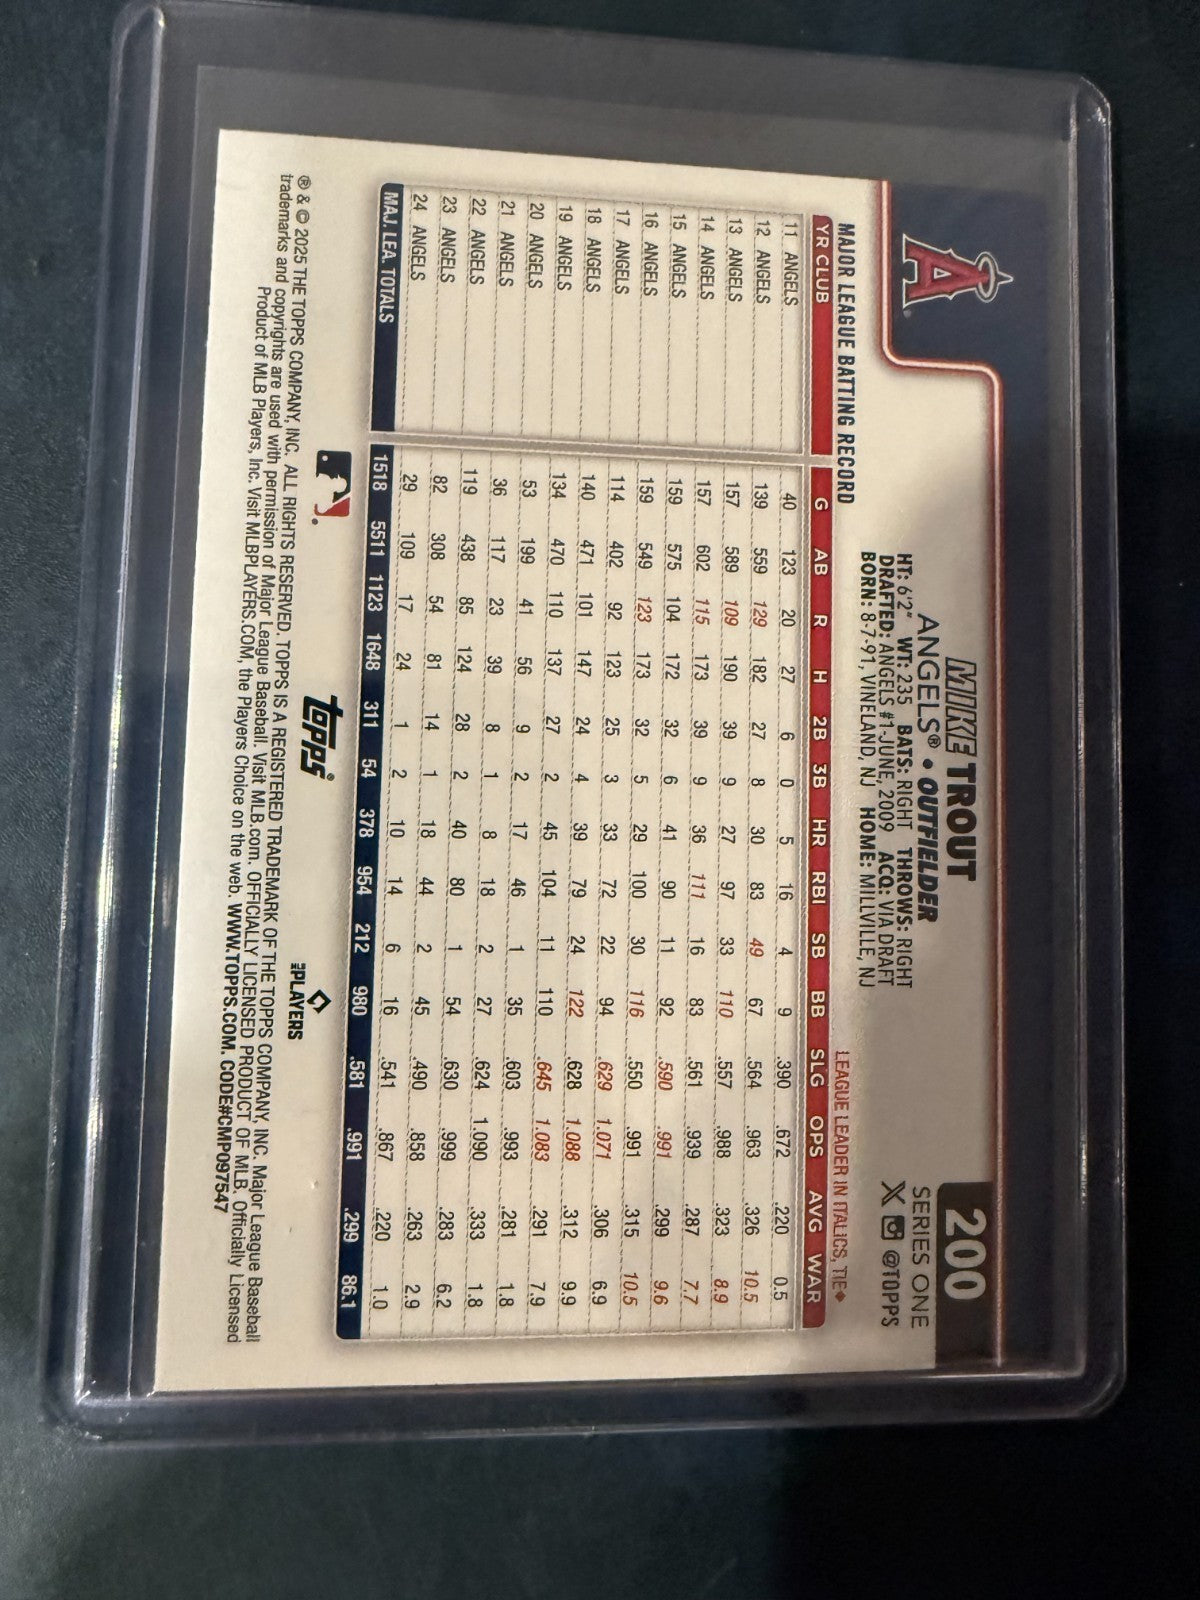 A
MIKE TROUT
ANGELS® • OUTFIELDER
HT: 6'2" WT: 235 BATS: RIGHT THROWS: RIGHT
DRAFTED: ANGELS #1-JUNE, 2009 ACQ: VIA DRAFT
BORN: 8-7-91, VINELAND, NJ HOME: MILLVILLE, NJ
200
SERIES ONE
X @TOPPS
MAJOR LEAGUE BATTING RECORD
LEAGUE LEADER IN ITALICS, TIE◆
YR CLUB G AB R H 2B 3B HR RBI SB BB SLG OPS AVG WAR
11 ANGELS 40 123 20 27 6 0 5 16 4 9 .390 .672 .220 0.5
12 ANGELS 139 559 129 182 27 8 30 83 49 67 .564 .963 .326 10.5
13 ANGELS 157 589 109 190 39 9 27 97 33 110 .557 .988 .323 8.9
14 ANGELS 157 602 115 173 39 9 36 111 16 83 .561 .939 .287 7.7
15 ANGELS 159 575 104 172 32 6 41 90 11 92 .590 .991 .299 9.6
16 ANGELS 159 549 123 173 32 5 29 100 30 116 .550 .991 .315 10.5
17 ANGELS 114 402 92 123 25 3 33 72 22 94 .629 1.071 .306 6.9
18 ANGELS 140 471 101 147 24 4 39 79 24 122 .628 1.088 .312 9.9
19 ANGELS 134 470 110 137 27 2 45 104 11 110 .645 1.083 .291 7.9
20 ANGELS 53 199 41 56 9 2 17 46 1 35 .603 .993 .281 1.8
21 ANGELS 36 117 23 39 8 1 8 18 2 27 .624 1.090 .333 1.8
22 ANGELS 119 438 85 124 28 2 40 80 1 54 .630 .999 .283 6.2
23 ANGELS 82 308 54 81 14 1 18 44 2 45 .490 .858 .263 2.9
24 ANGELS 29 109 17 24 1 2 10 14 6 16 .541 .867 .220 1.0
MAJ. LEA. TOTALS 1518 5511 1123 1648 311 54 378 954 212 980 .581 .991 .299 86.1
topps®
MLB PLAYERS
® & © 2025 THE TOPPS COMPANY, INC. ALL RIGHTS RESERVED. TOPPS IS A REGISTERED TRADEMARK OF THE TOPPS COMPANY, INC. Major League Baseball
trademarks and copyrights are used with permission of Major League Baseball. Visit MLB.com. OFFICIALLY LICENSED PRODUCT OF MLB. Officially Licensed
Product of MLB Players, Inc. Visit MLBPLAYERS.COM, the Players Choice on the web. WWW.TOPPS.COM. CODE#CMP097547